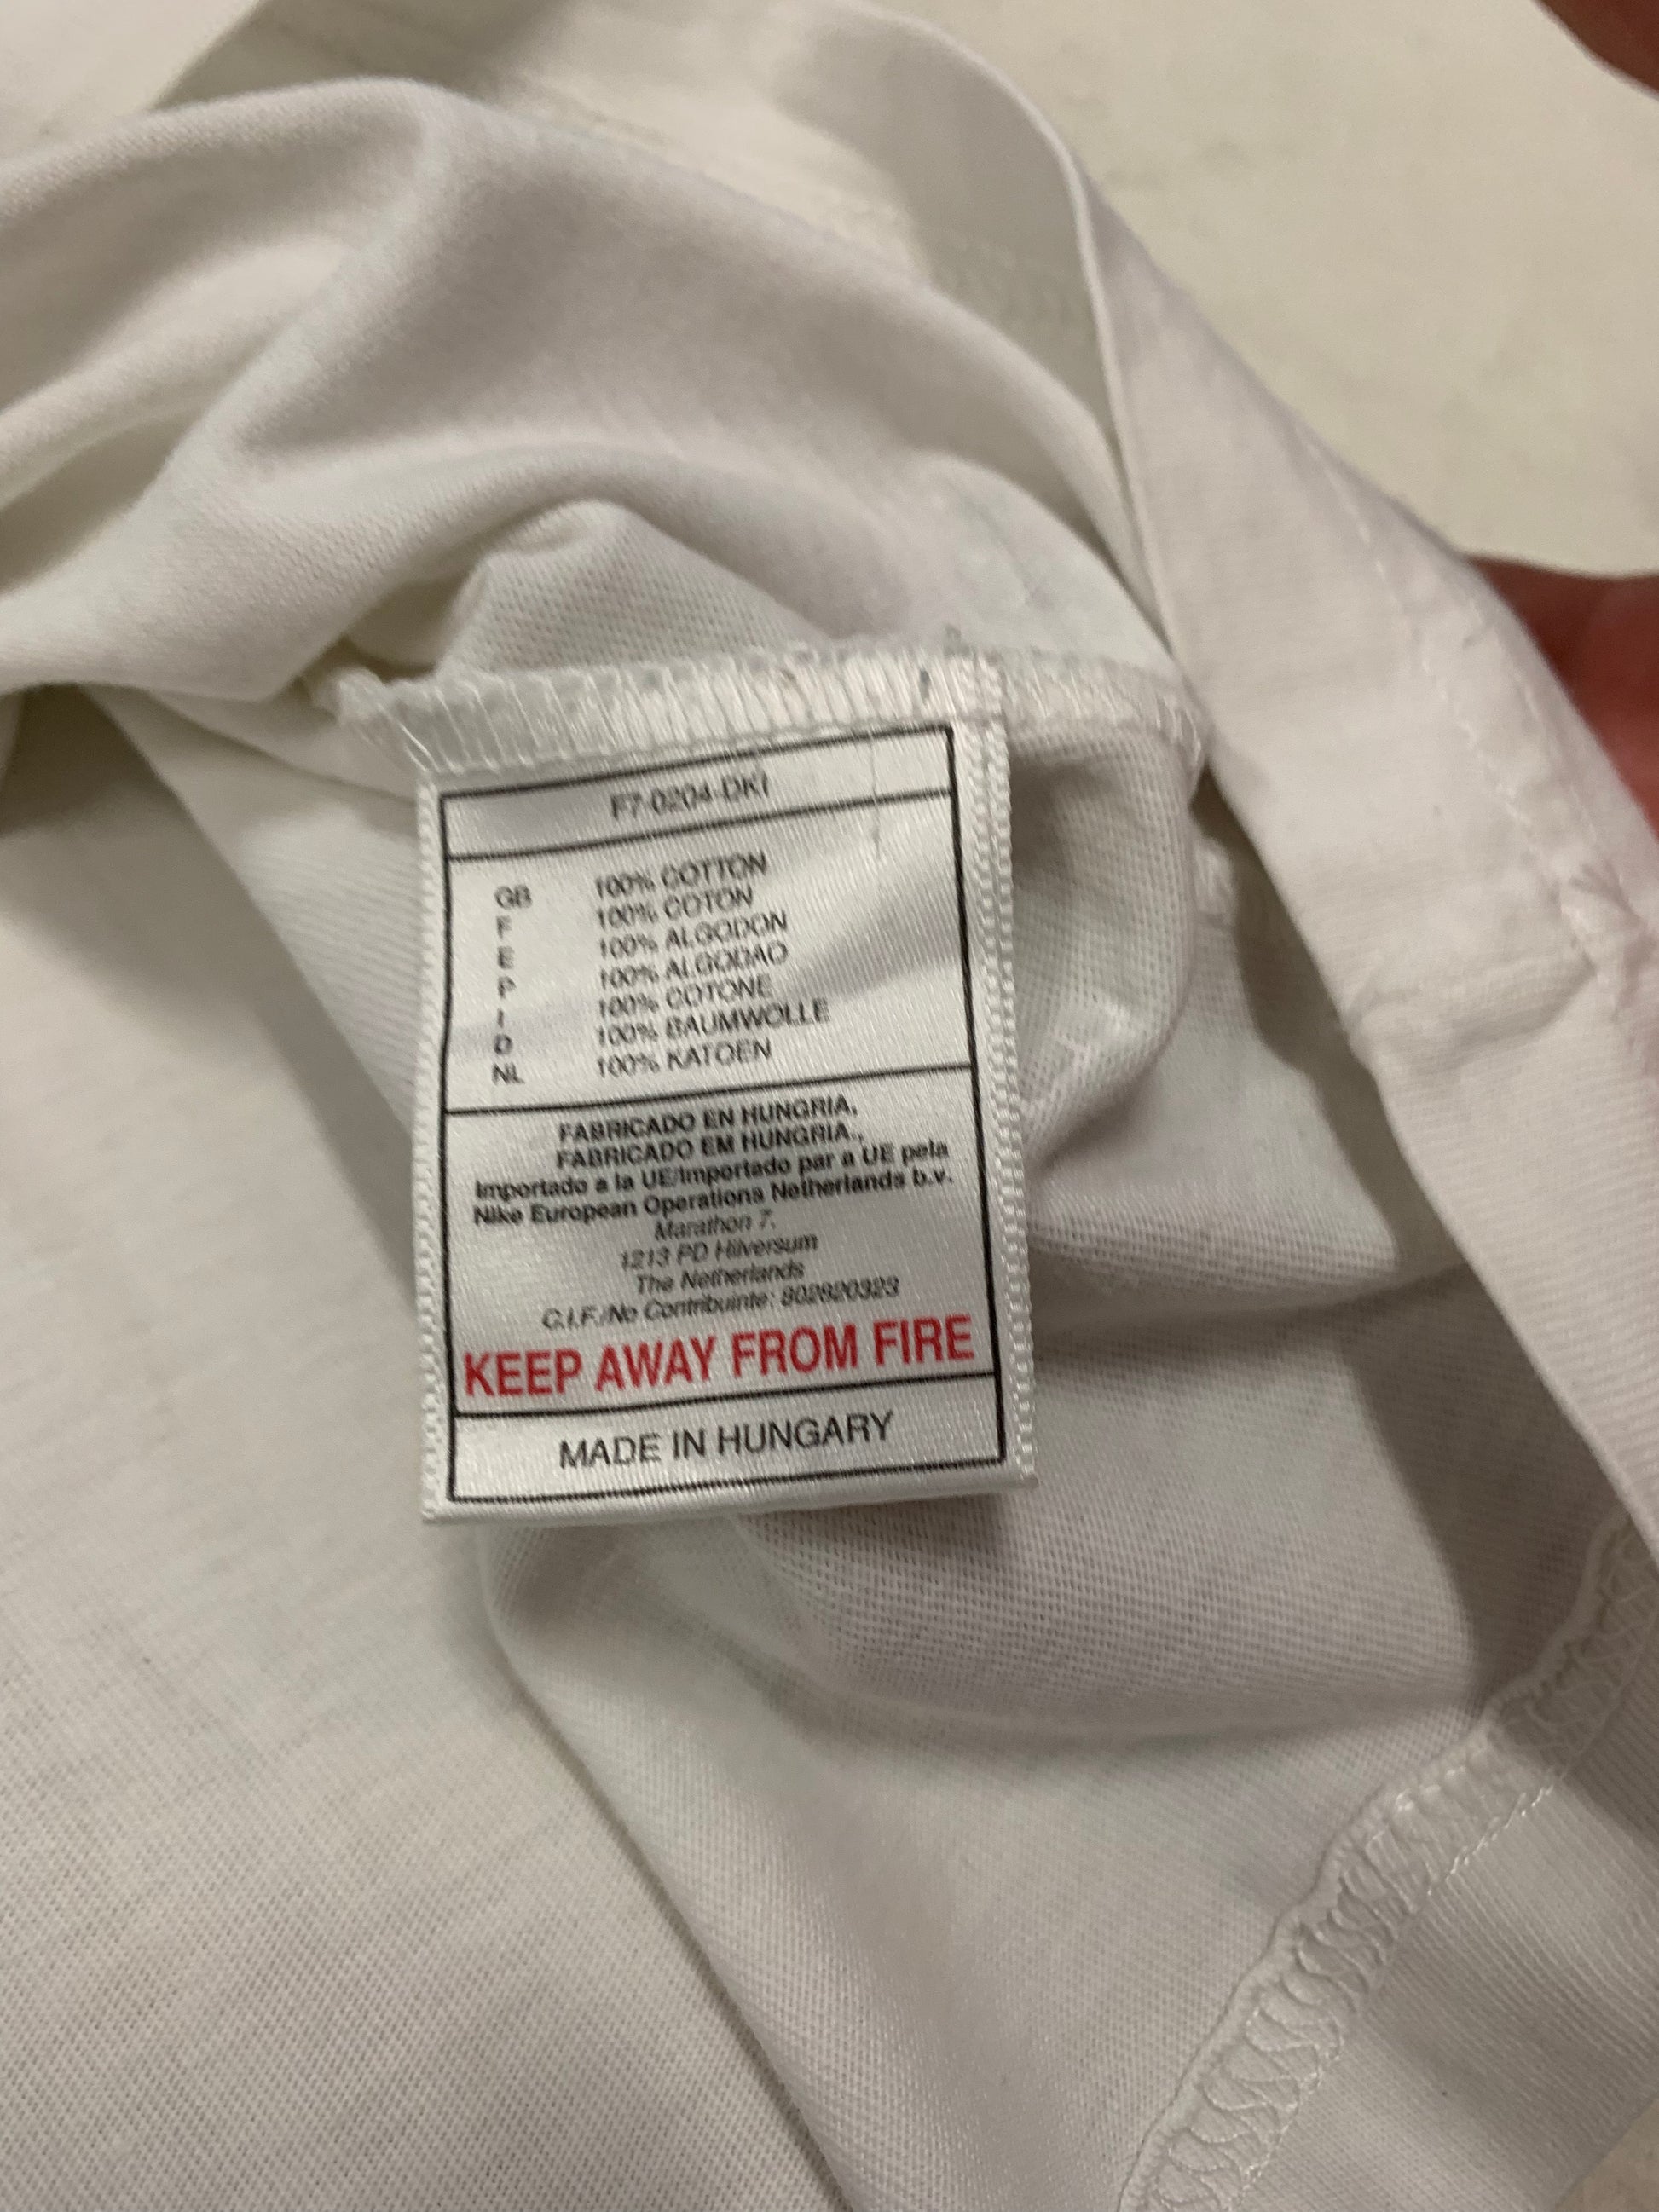 F7-0204-DKI
GB 100% COTTON
F 100% COTON
E 100% ALGODON
P 100% ALGODAO
I 100% COTONE
D 100% BAUMWOLLE
NL 100% KATOEN
FABRICADO EN HUNGRIA,
FABRICADO EM HUNGRIA.,
Importado a la UE/Importado par a UE pela
Nike European Operations Netherlands b.v.
Marathon 7,
1213 PD Hilversum
The Netherlands
C.I.F./No Contribuinte: 802820323
KEEP AWAY FROM FIRE
MADE IN HUNGARY